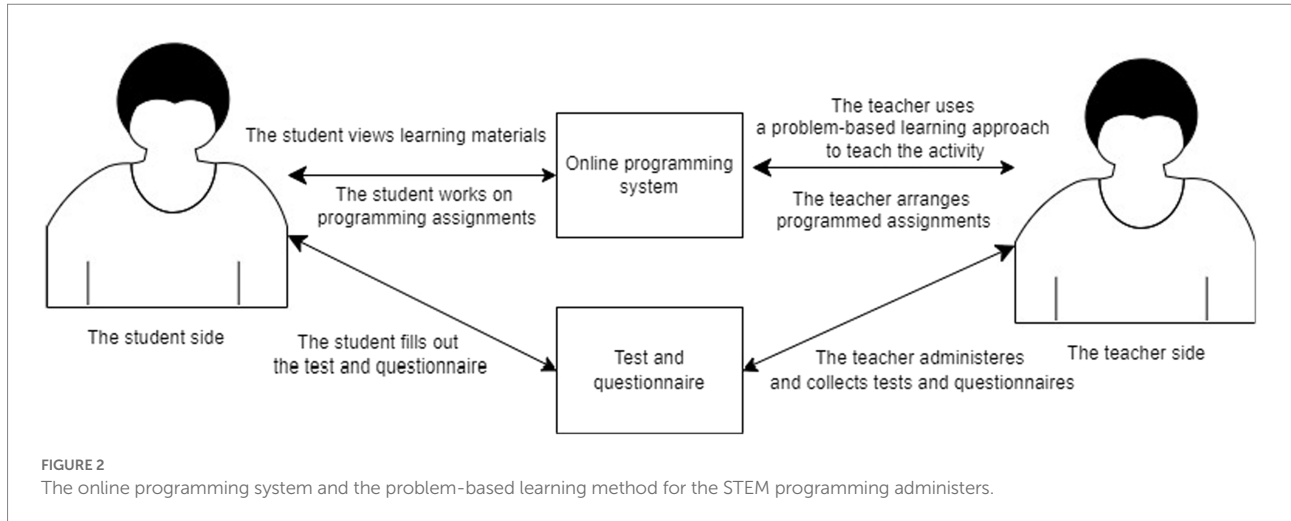 The student views learning materials
The student works on
programming assignments
Online programming
system
The teacher uses
a problem-based learning approach
to teach the activity
The teacher arranges
programmed assignments
The student side
The student fills out
the test and questionnaire
Test and
questionnaire
The teacher administeres
and collects tests and questionnaires
The teacher side
FIGURE 2
The online programming system and the problem-based learning method for the STEM programming administers.